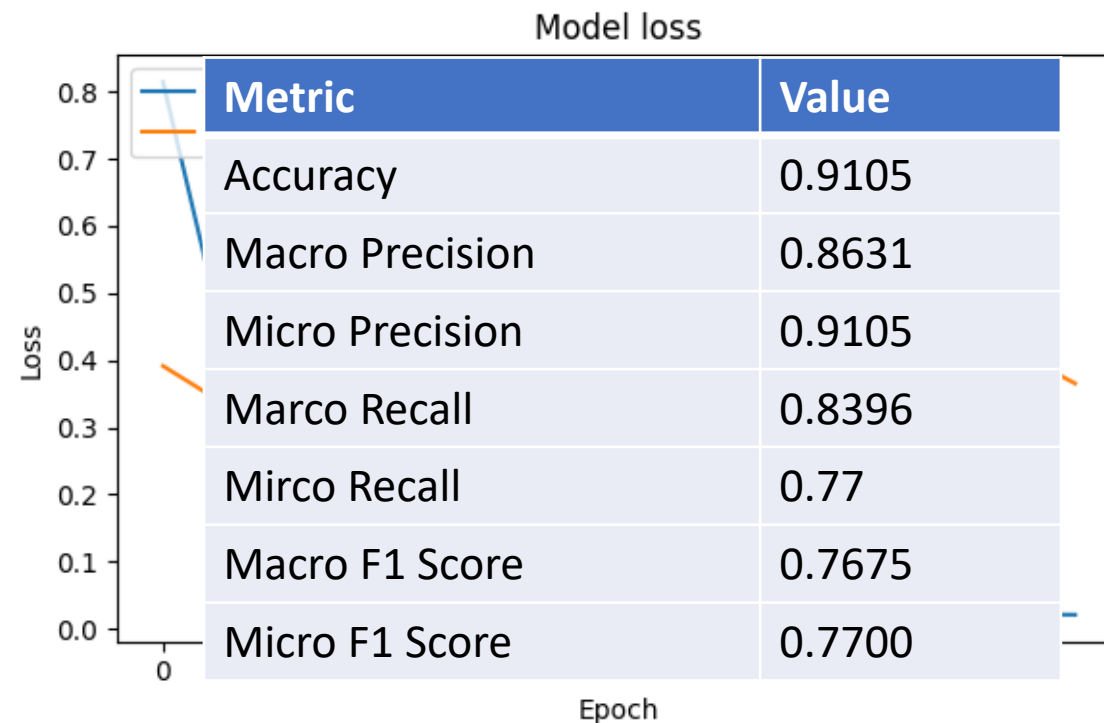 Model loss
Loss
0.8
0.7
0.6
0.5
0.4
0.3
0.2
0.1
0.0
0
Epoch
Metric Value
Accuracy 0.9105
Macro Precision 0.8631
Micro Precision 0.9105
Marco Recall 0.8396
Mirco Recall 0.77
Macro F1 Score 0.7675
Micro F1 Score 0.7700